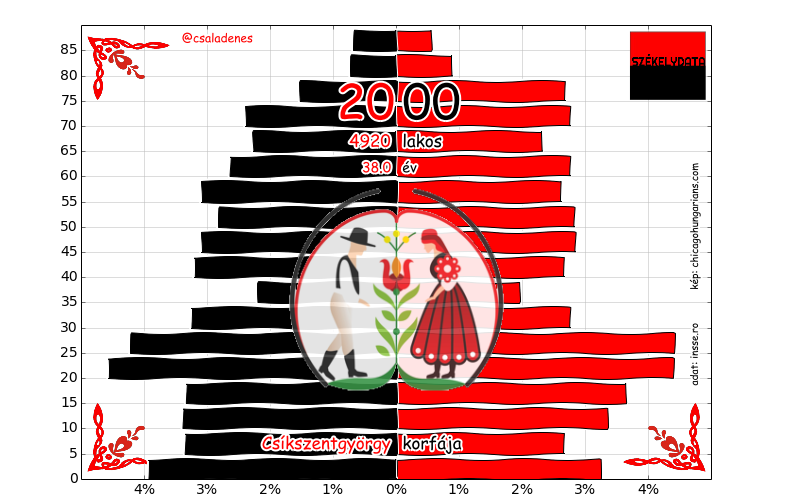 @csaladenes
SZÉKELYDATA
2000
4920 lakos
38.0 év
kép: chicagohungarians.com
adat: insse.ro
Csíkszentgyörgy korfája
85
80
75
70
65
60
55
50
45
40
35
30
25
20
15
10
5
0
4% 3% 2% 1% 0% 1% 2% 3% 4%